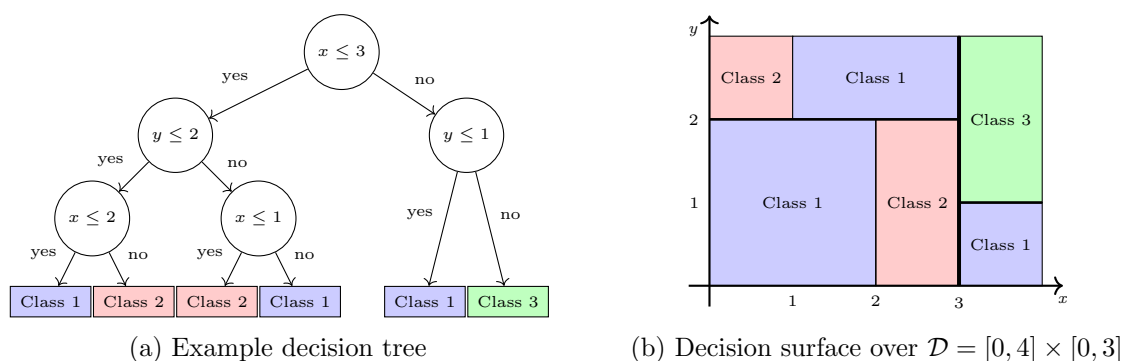 x ≤ 3
yes
no
y ≤ 2
y ≤ 1
yes
no
x ≤ 2
x ≤ 1
yes
no
yes
no
yes
no
Class 1
Class 2
Class 2
Class 1
Class 1
Class 3
(a) Example decision tree
y
Class 2
Class 1
Class 3
2
Class 1
Class 2
1
Class 1
1
2
3
x
(b) Decision surface over 𝒟 = [0, 4] × [0, 3]